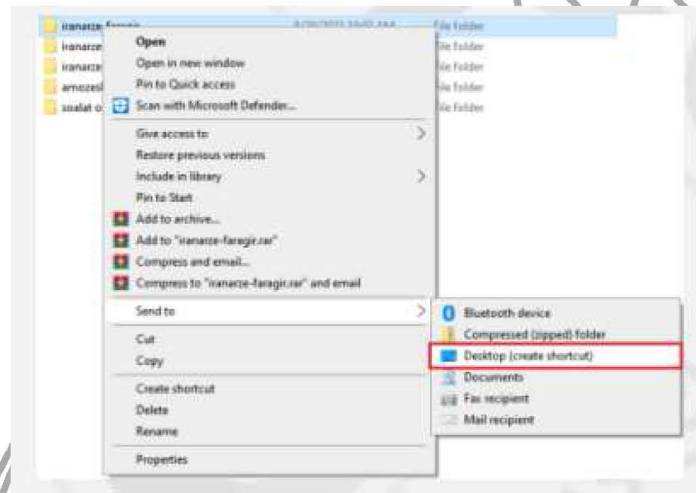 iranarze-faragir
File folder
iranarze
File folder
iranarze
File folder
File folder
soalat o
File folder
Open
Open in new window
Pin to Quick access
Scan with Microsoft Defender...
Give access to
Restore previous versions
Include in library
Pin to Start
Add to archive...
Add to "iranarze-faragir.rar"
Compress and email...
Compress to "iranarze-faragir.rar" and email
Send to
Cut
Copy
Create shortcut
Delete
Rename
Properties
Bluetooth device
Compressed (zipped) folder
Desktop (create shortcut)
Documents
Fax recipient
Mail recipient